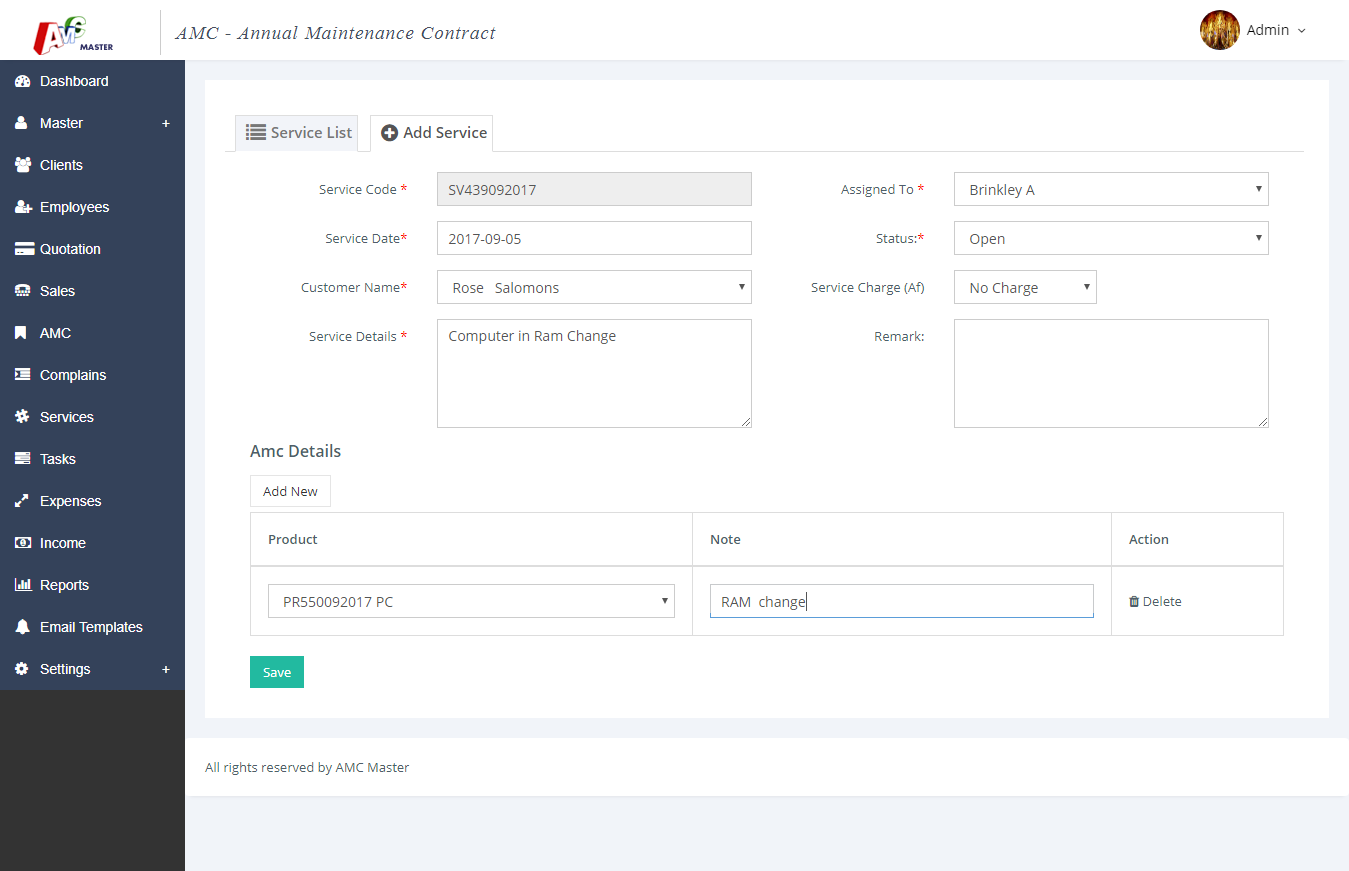 AMC MASTER
AMC - Annual Maintenance Contract
Admin
Dashboard
Master +
Clients
Employees
Quotation
Sales
AMC
Complains
Services
Tasks
Expenses
Income
Reports
Email Templates
Settings +
Service List Add Service
Service Code * SV439092017 Assigned To * Brinkley A
Service Date* 2017-09-05 Status:* Open
Customer Name* Rose Salomons Service Charge (Af) No Charge
Service Details * Computer in Ram Change Remark:
Amc Details
Add New
Product Note Action
PR550092017 PC RAM change Delete
Save
All rights reserved by AMC Master